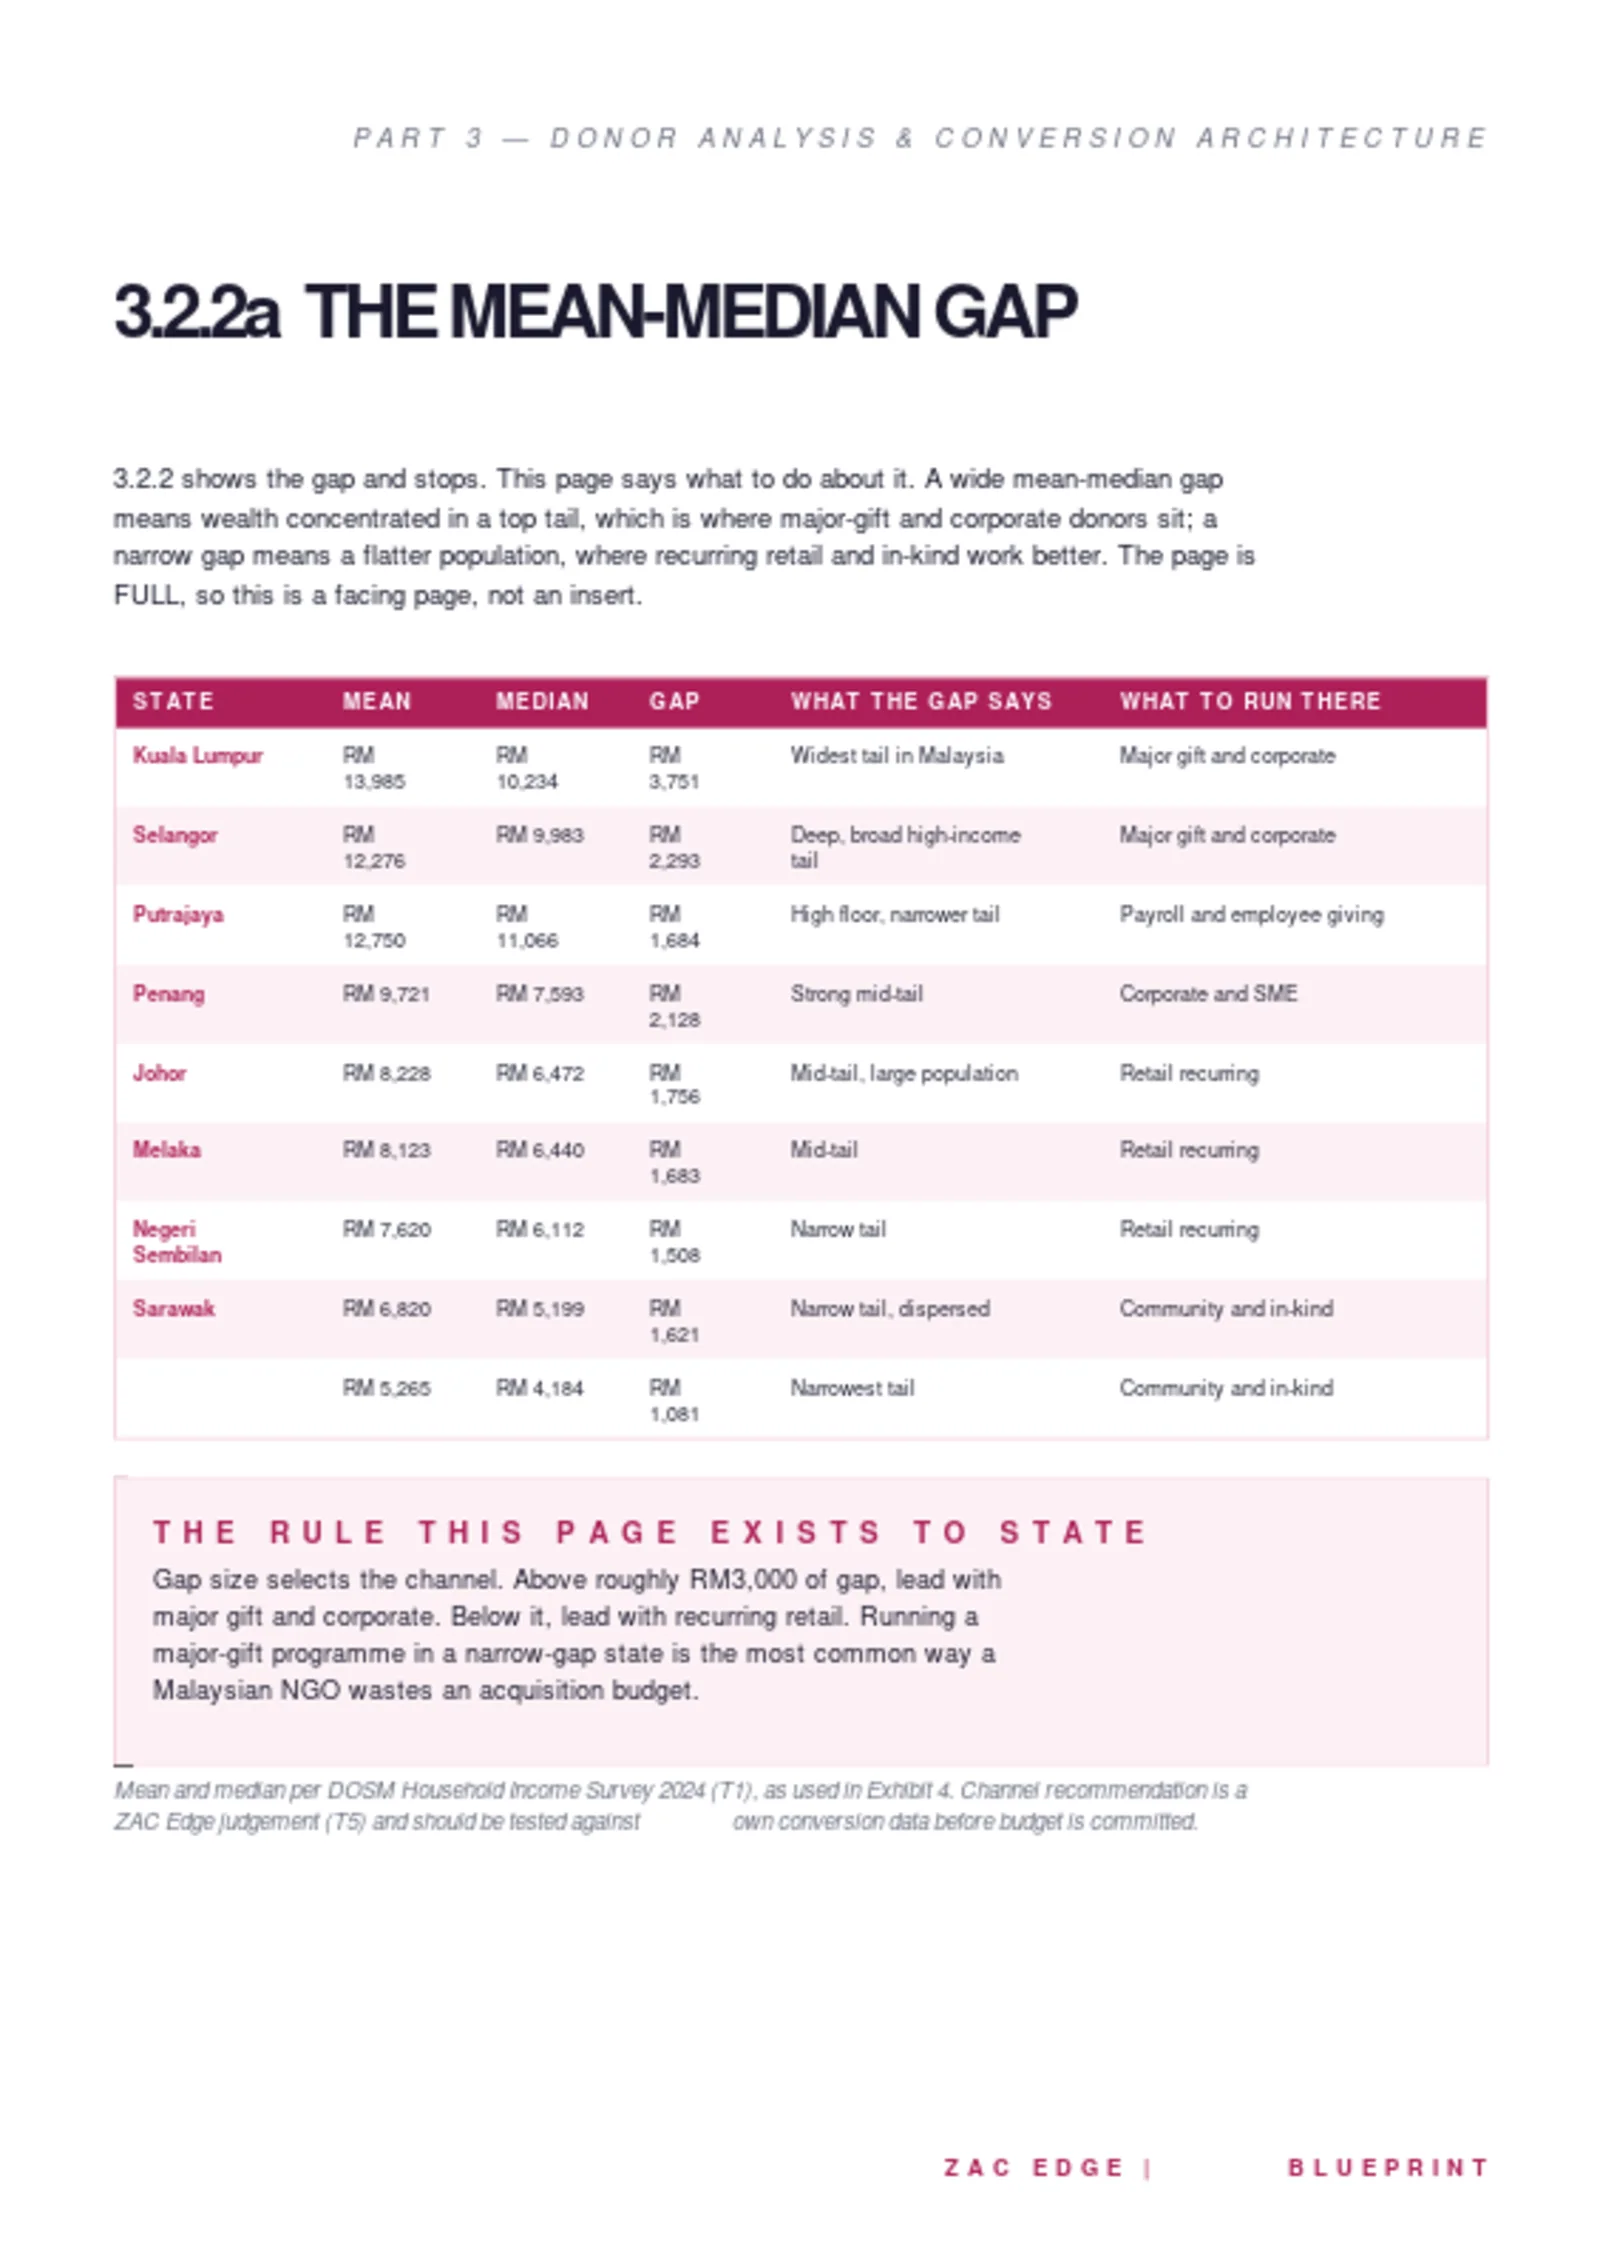 PART 3 — DONOR ANALYSIS & CONVERSION ARCHITECTURE
3.2.2a THE MEAN-MEDIAN GAP
3.2.2 shows the gap and stops. This page says what to do about it. A wide mean-median gap
means wealth concentrated in a top tail, which is where major-gift and corporate donors sit; a
narrow gap means a flatter population, where recurring retail and in-kind work better. The page is
FULL, so this is a facing page, not an insert.
STATE MEAN MEDIAN GAP WHAT THE GAP SAYS WHAT TO RUN THERE
Kuala Lumpur RM RM RM Widest tail in Malaysia Major gift and corporate
13,985 10,234 3,751
Selangor RM RM 9,983 RM Deep, broad high-income Major gift and corporate
12,276 2,293 tail
Putrajaya RM RM RM High floor, narrower tail Payroll and employee giving
12,750 11,066 1,684
Penang RM 9,721 RM 7,593 RM Strong mid-tail Corporate and SME
2,128
Johor RM 8,228 RM 6,472 RM Mid-tail, large population Retail recurring
1,756
Melaka RM 8,123 RM 6,440 RM Mid-tail Retail recurring
1,683
Negeri RM 7,620 RM 6,112 RM Narrow tail Retail recurring
Sembilan 1,508
Sarawak RM 6,820 RM 5,199 RM Narrow tail, dispersed Community and in-kind
1,621
RM 5,265 RM 4,184 RM Narrowest tail Community and in-kind
1,081
THE RULE THIS PAGE EXISTS TO STATE
Gap size selects the channel. Above roughly RM3,000 of gap, lead with
major gift and corporate. Below it, lead with recurring retail. Running a
major-gift programme in a narrow-gap state is the most common way a
Malaysian NGO wastes an acquisition budget.
Mean and median per DOSM Household Income Survey 2024 (T1), as used in Exhibit 4. Channel recommendation is a
ZAC Edge judgement (T5) and should be tested against own conversion data before budget is committed.
ZAC EDGE | BLUEPRINT